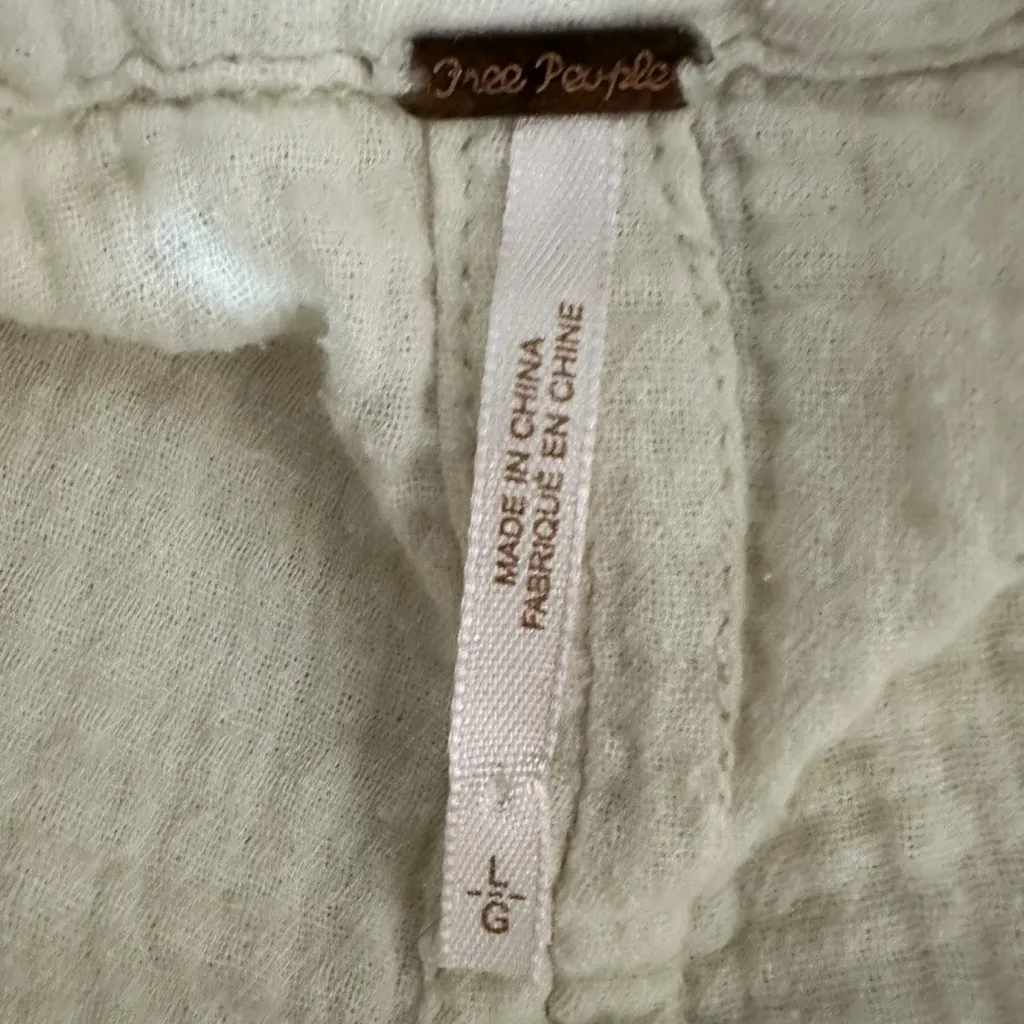 Free People
MADE IN CHINA
FABRIQUÉ EN CHINE
L
G